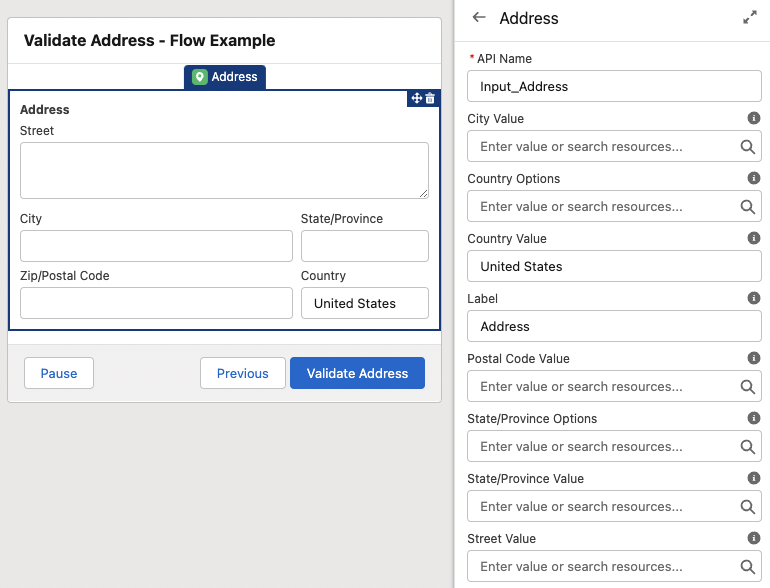 Validate Address - Flow Example
Address
Address
Street
City
State/Province
Zip/Postal Code
Country
United States
Pause
Previous
Validate Address
Address
* API Name
Input_Address
City Value
Enter value or search resources...
Country Options
Enter value or search resources...
Country Value
United States
Label
Address
Postal Code Value
Enter value or search resources...
State/Province Options
Enter value or search resources...
State/Province Value
Enter value or search resources...
Street Value
Enter value or search resources...